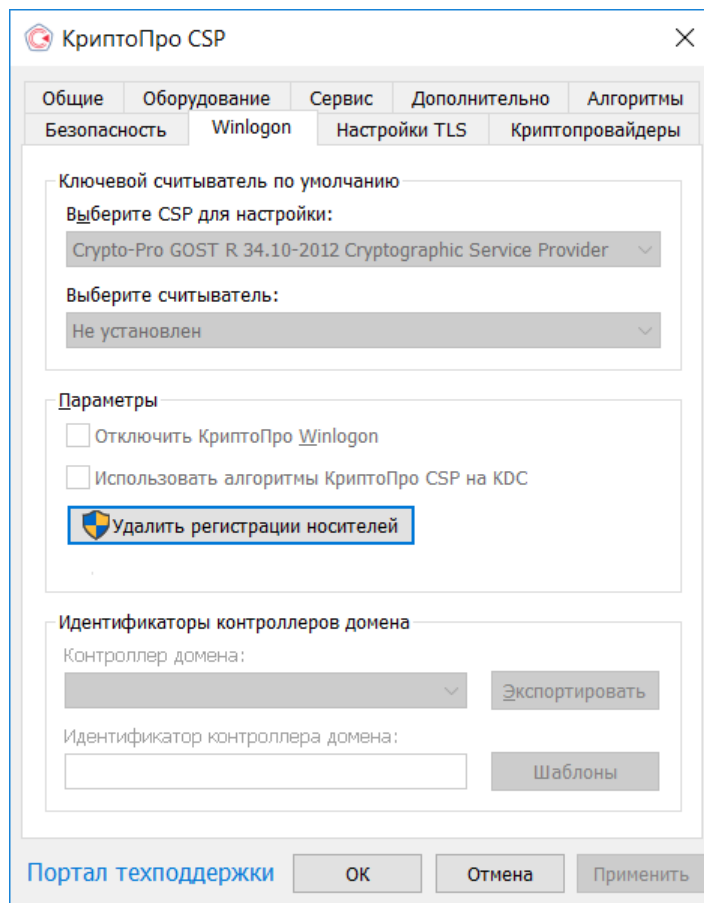 КриптоПро CSP
Общие Оборудование Сервис Дополнительно Алгоритмы
Безопасность Winlogon Настройки TLS Криптопровайдеры
Ключевой считыватель по умолчанию
Выберите CSP для настройки:
Crypto-Pro GOST R 34.10-2012 Cryptographic Service Provider
Выберите считыватель:
Не установлен
Параметры
Отключить КриптоПро Winlogon
Использовать алгоритмы КриптоПро CSP на KDC
Удалить регистрации носителей
Идентификаторы контроллеров домена
Контроллер домена:
Экспортировать
Идентификатор контроллера домена:
Шаблоны
Портал техподдержки ОК Отмена Применить